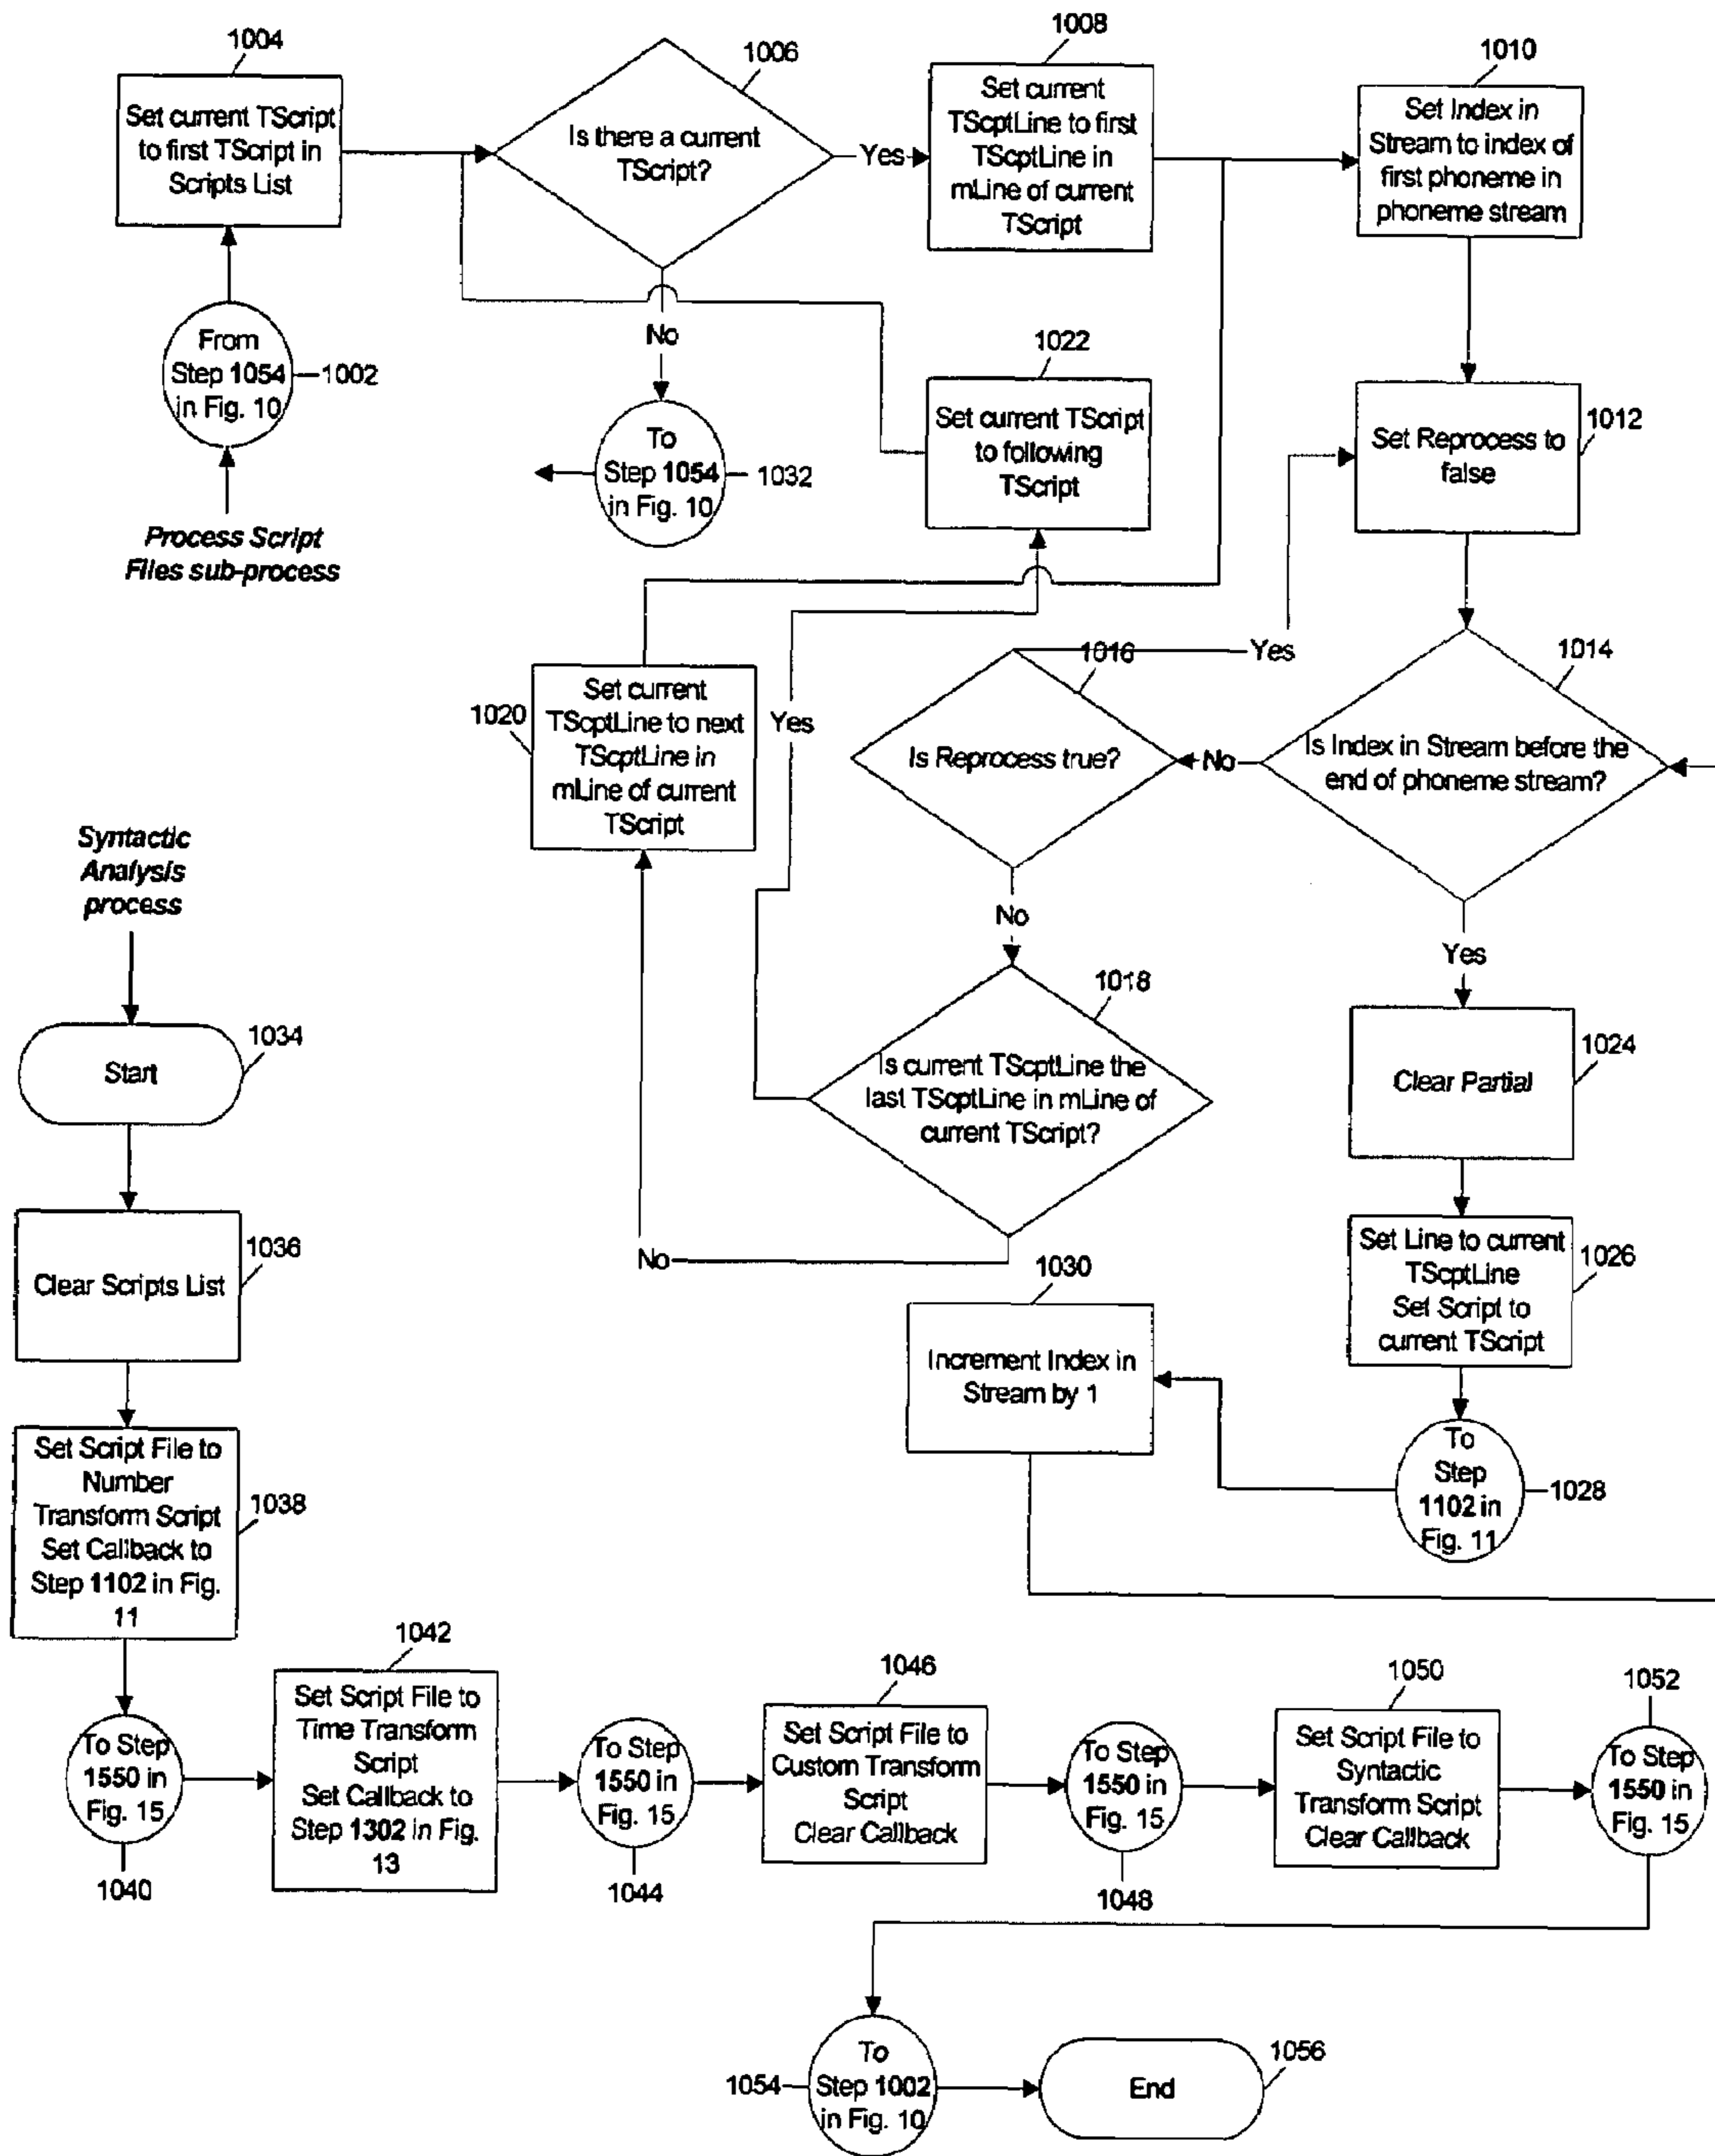 1004
Set current TScript
to first TScript in
Scripts List
1006
Is there a current
TScript?
Yes
1008
Set current
TScptLine to first
TScptLine in
mLine of current
TScript
1010
Set Index in
Stream to index of
first phoneme in
phoneme stream
From
Step 1054
in Fig. 10
1002
Process Script
Files sub-process
No
To
Step 1054
in Fig. 10
1032
1022
Set current TScript
to following
TScript
1012
Set Reprocess to
false
1020
Set current
TScptLine to next
TScptLine in
mLine of current
TScript
Yes
1016
Yes
Is Reprocess true?
No
1014
Is Index in Stream before the
end of phoneme stream?
No
Yes
1018
Is current TScptLine the
last TScptLine in mLine of
current TScript?
No
1024
Clear Partial
1026
Set Line to current
TScptLine
Set Script to
current TScript
1030
Increment Index in
Stream by 1
To
Step
1102 in
Fig. 11
1028
Syntactic
Analysis
process
Start
1034
1036
Clear Scripts List
Set Script File to
Number
Transform Script
Set Callback to
Step 1102 in Fig.
11
1038
To Step
1550 in
Fig. 15
1040
1042
Set Script File to
Time Transform
Script
Set Callback to
Step 1302 in Fig.
13
To Step
1550 in
Fig. 15
1044
1046
Set Script File to
Custom Transform
Script
Clear Callback
To Step
1550 in
Fig. 15
1048
1050
Set Script File to
Syntactic
Transform Script
Clear Callback
1052
To Step
1550 in
Fig. 15
1054
To
Step 1002
in Fig. 10
End
1056